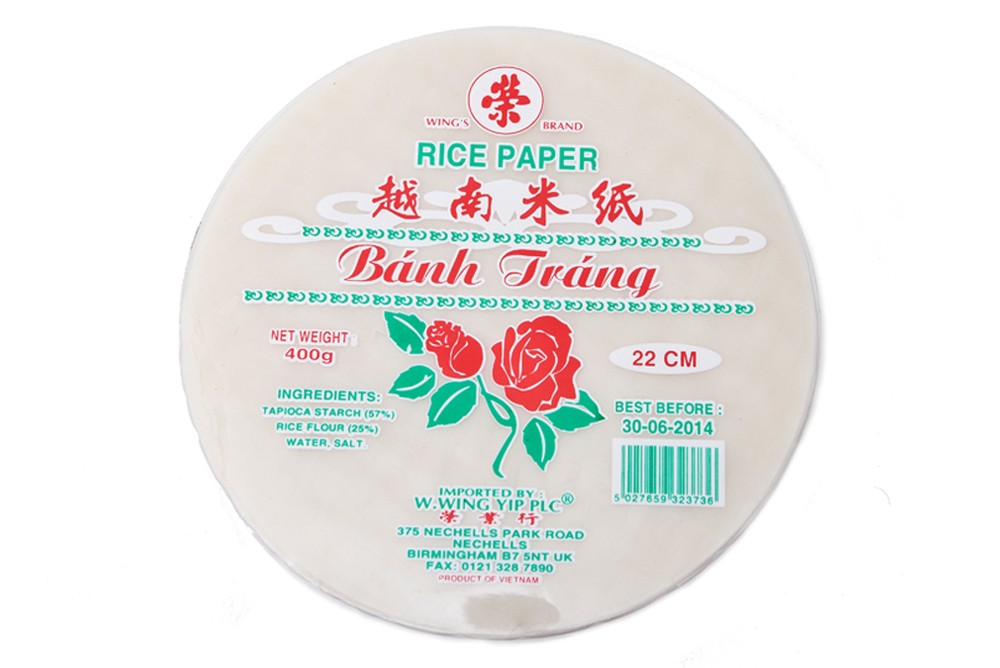 榮
WING'S BRAND
RICE PAPER
越南米纸
Bánh Tráng
NET WEIGHT:
400g
22 CM
INGREDIENTS:
TAPIOCA STARCH (57%)
RICE FLOUR (25%)
WATER, SALT.
BEST BEFORE :
30-06-2014
5 027659 323736
IMPORTED BY :
W.WING YIP PLC®
榮業行
375 NECHELLS PARK ROAD
NECHELLS
BIRMINGHAM B7 5NT UK
FAX: 0121 328 7890
PRODUCT OF VIETNAM